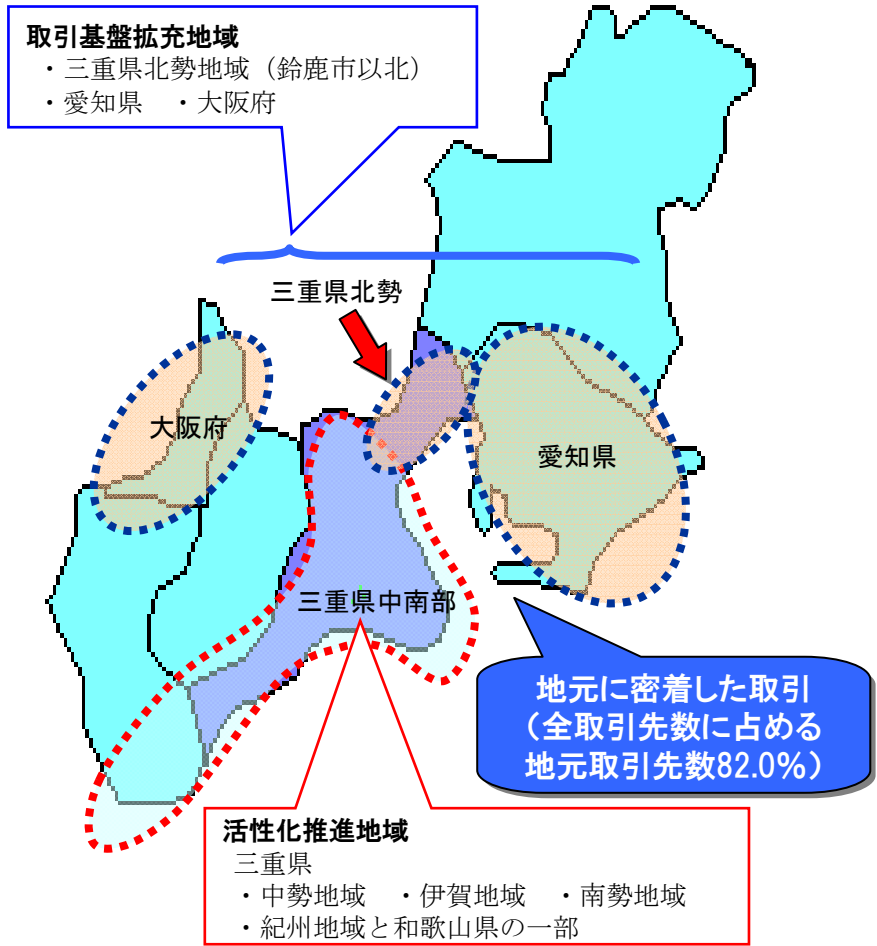 取引基盤拡充地域
・三重県北勢地域（鈴鹿市以北）
・愛知県　・大阪府
三重県北勢
大阪府
愛知県
三重県中南部
地元に密着した取引
（全取引先数に占める
地元取引先数82.0%）
活性化推進地域
三重県
・中勢地域　・伊賀地域　・南勢地域
・紀州地域と和歌山県の一部